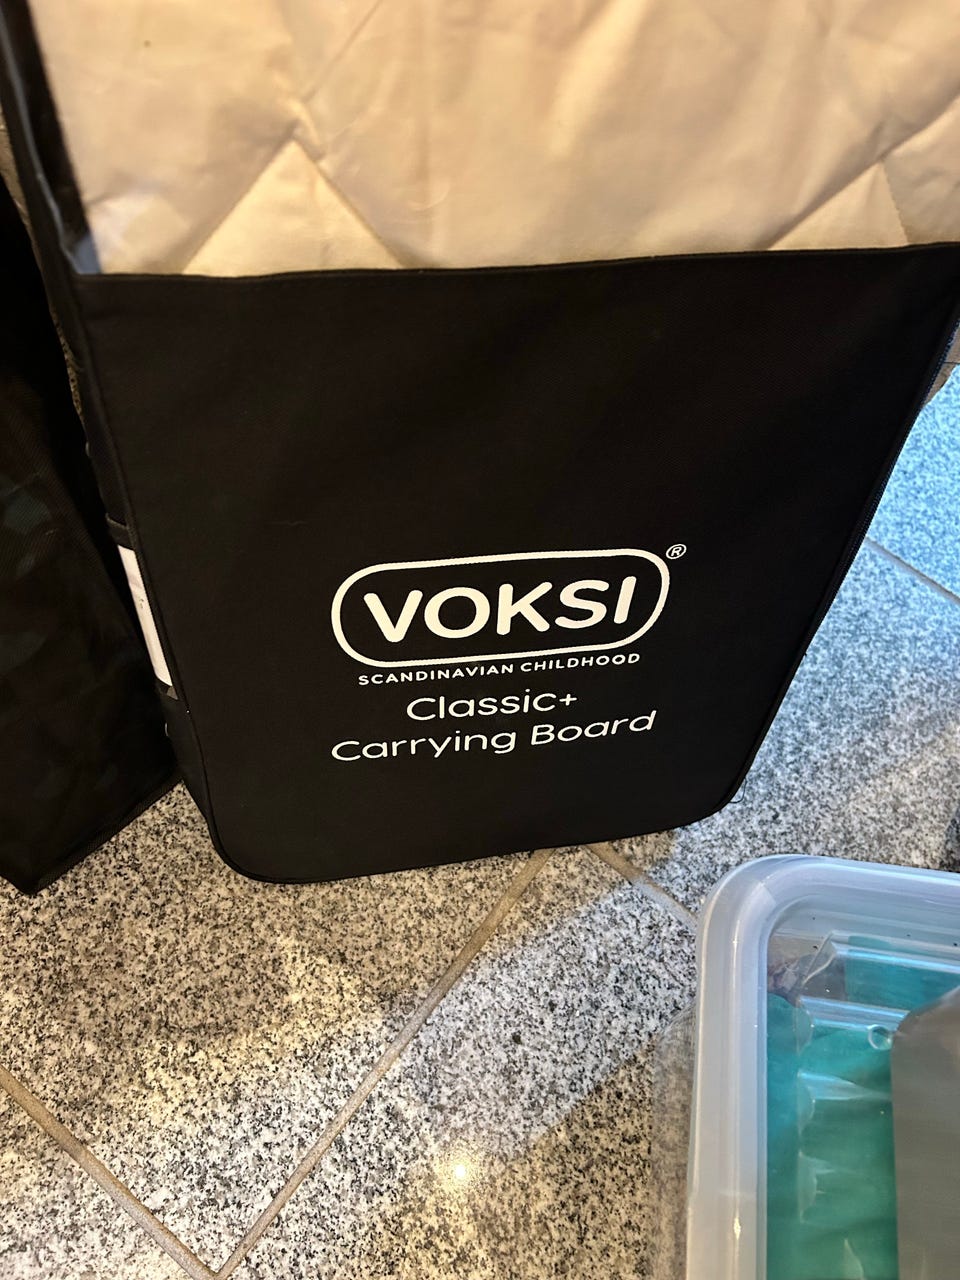 VOKSI®
SCANDINAVIAN CHILDHOOD
Classic+
Carrying Board